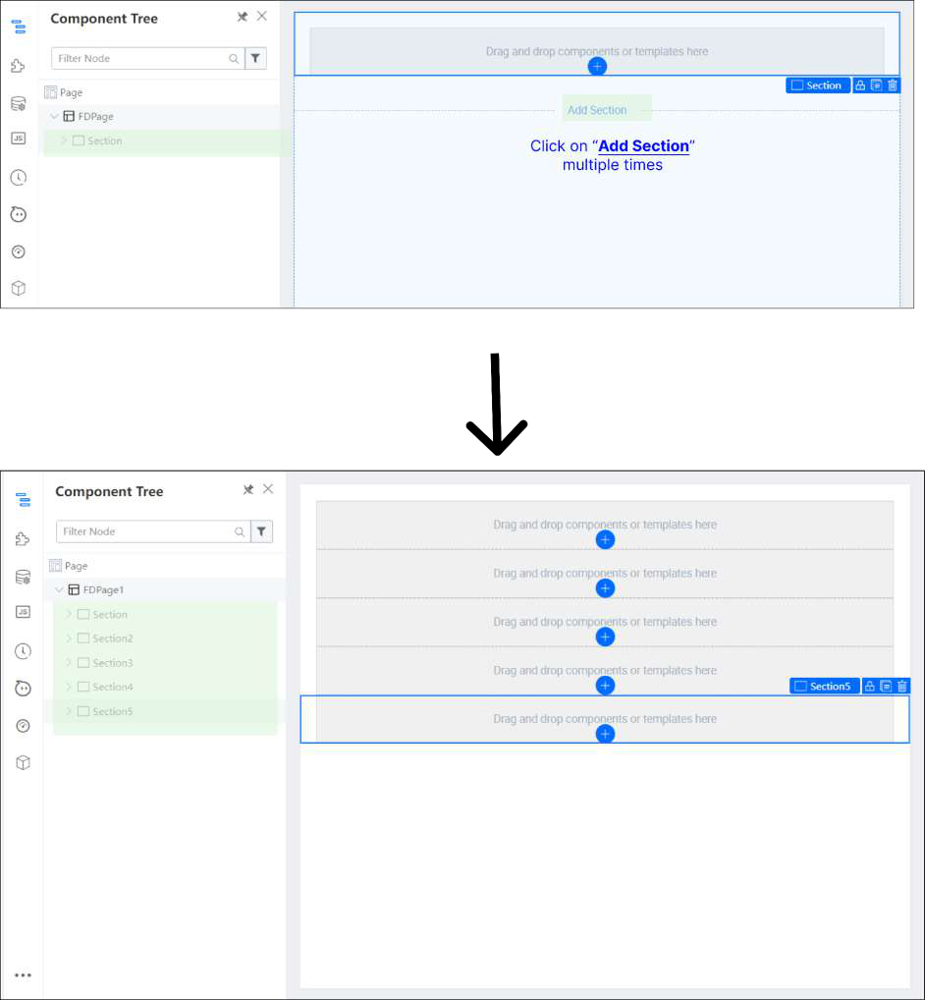 Component Tree
Filter Node
Page
FDPage
Section
Drag and drop components or templates here
Section
Add Section
Click on “Add Section”
multiple times
JS
Component Tree
Filter Node
Page
FDPage1
Section
Section2
Section3
Section4
Section5
JS
Drag and drop components or templates here
Drag and drop components or templates here
Drag and drop components or templates here
Drag and drop components or templates here
Section5
Drag and drop components or templates here